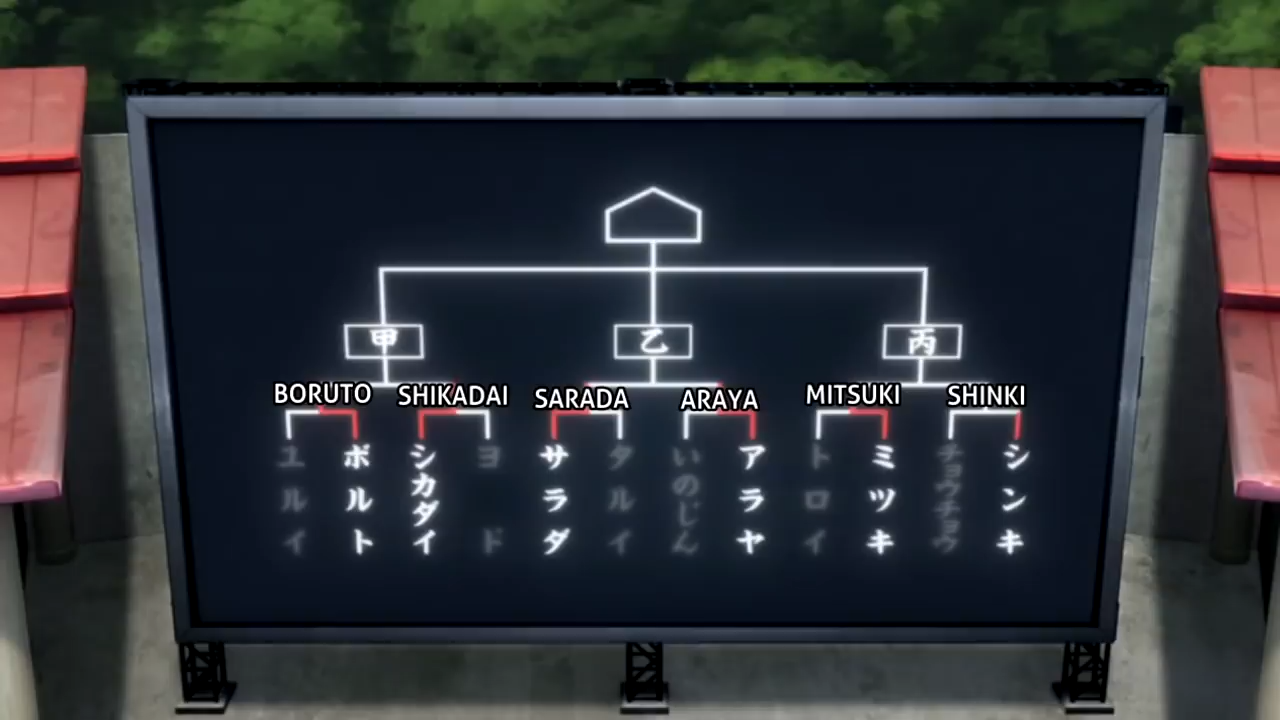 甲
乙
丙
BORUTO
SHIKADAI
SARADA
ARAYA
MITSUKI
SHINKI
ユルイ
ボルト
シカダイ
ヨド
サラダ
タルイ
いのじん
アラヤ
トロイ
ミツキ
チョウチョウ
シンキ